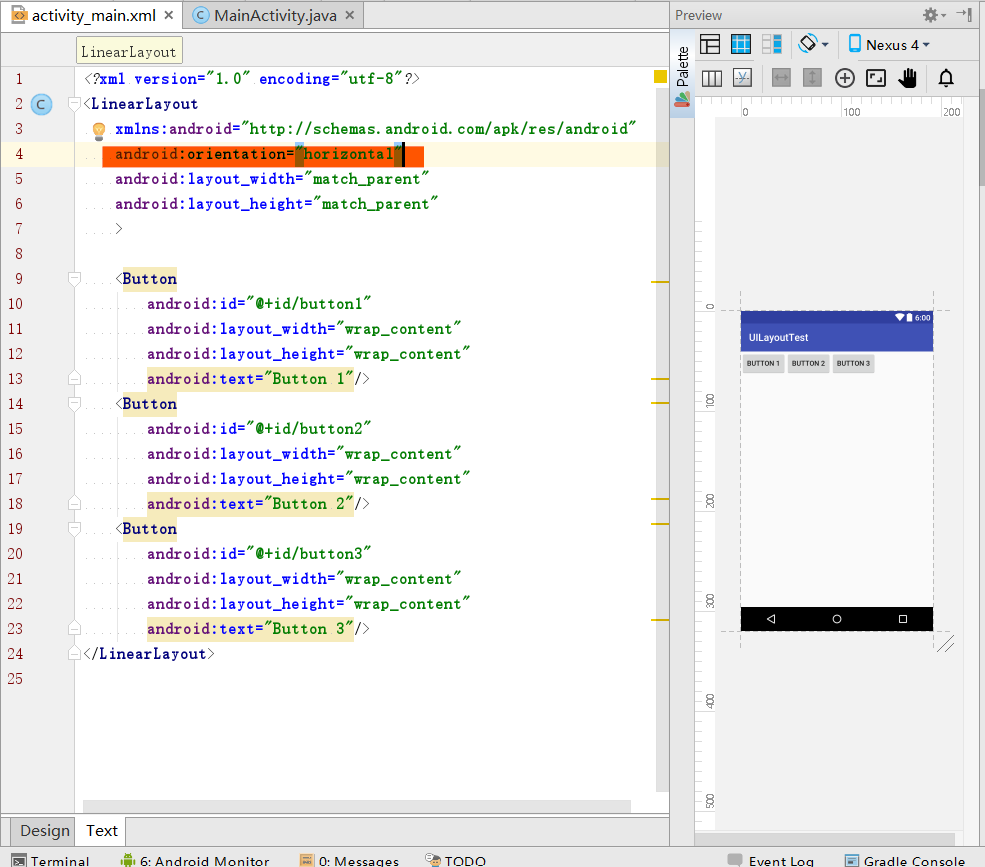 activity_main.xml
MainActivity.java
Preview
LinearLayout
Palette
Nexus 4
1 <?xml version="1.0" encoding="utf-8"?>
2 <LinearLayout
3 xmlns:android="http://schemas.android.com/apk/res/android"
4 android:orientation="horizontal"
5 android:layout_width="match_parent"
6 android:layout_height="match_parent"
7 >
8
9 <Button
10 android:id="@+id/button1"
11 android:layout_width="wrap_content"
12 android:layout_height="wrap_content"
13 android:text="Button 1"/>
14 <Button
15 android:id="@+id/button2"
16 android:layout_width="wrap_content"
17 android:layout_height="wrap_content"
18 android:text="Button 2"/>
19 <Button
20 android:id="@+id/button3"
21 android:layout_width="wrap_content"
22 android:layout_height="wrap_content"
23 android:text="Button 3"/>
24 </LinearLayout>
25
0 100 200
0
100
200
300
400
500
6:00
UILayoutTest
BUTTON 1 BUTTON 2 BUTTON 3
Design Text
Terminal 6: Android Monitor 0: Messages TODO Event Log Gradle Console